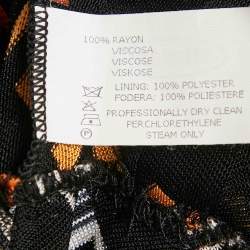 100% RAYON
VISCOSA
VISCOSE
VISKOSE
LINING: 100% POLYESTER
FODERA: 100% POLIESTERE
PROFESSIONALLY DRY CLEAN
PERCHLORETHYLENE
STEAM ONLY